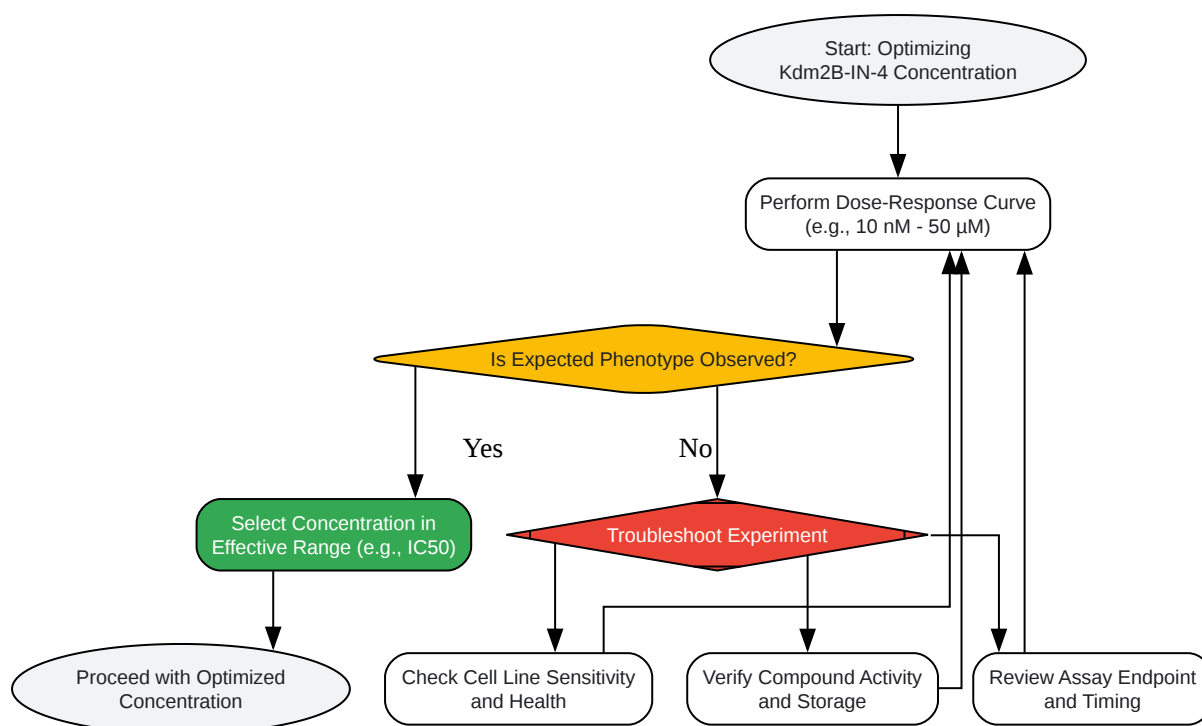 Start: Optimizing
Kdm2B-IN-4 Concentration
Perform Dose-Response Curve
(e.g., 10 nM - 50 µM)
Is Expected Phenotype Observed?
Yes
No
Select Concentration in
Effective Range (e.g., IC50)
Troubleshoot Experiment
Proceed with Optimized
Concentration
Check Cell Line Sensitivity
and Health
Verify Compound Activity
and Storage
Review Assay Endpoint
and Timing